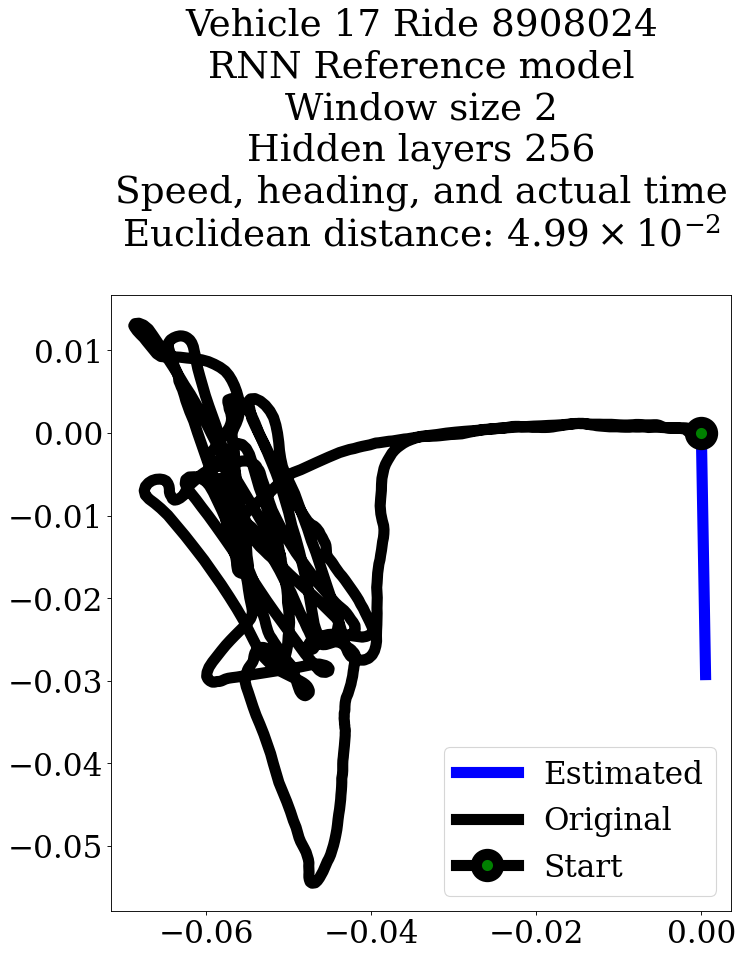 Vehicle 17 Ride 8908024
RNN Reference model
Window size 2
Hidden layers 256
Speed, heading, and actual time
Euclidean distance: 4.99 × 10⁻²
0.01
0.00
−0.01
−0.02
−0.03
−0.04
−0.05
Estimated
Original
Start
−0.06
−0.04
−0.02
0.00